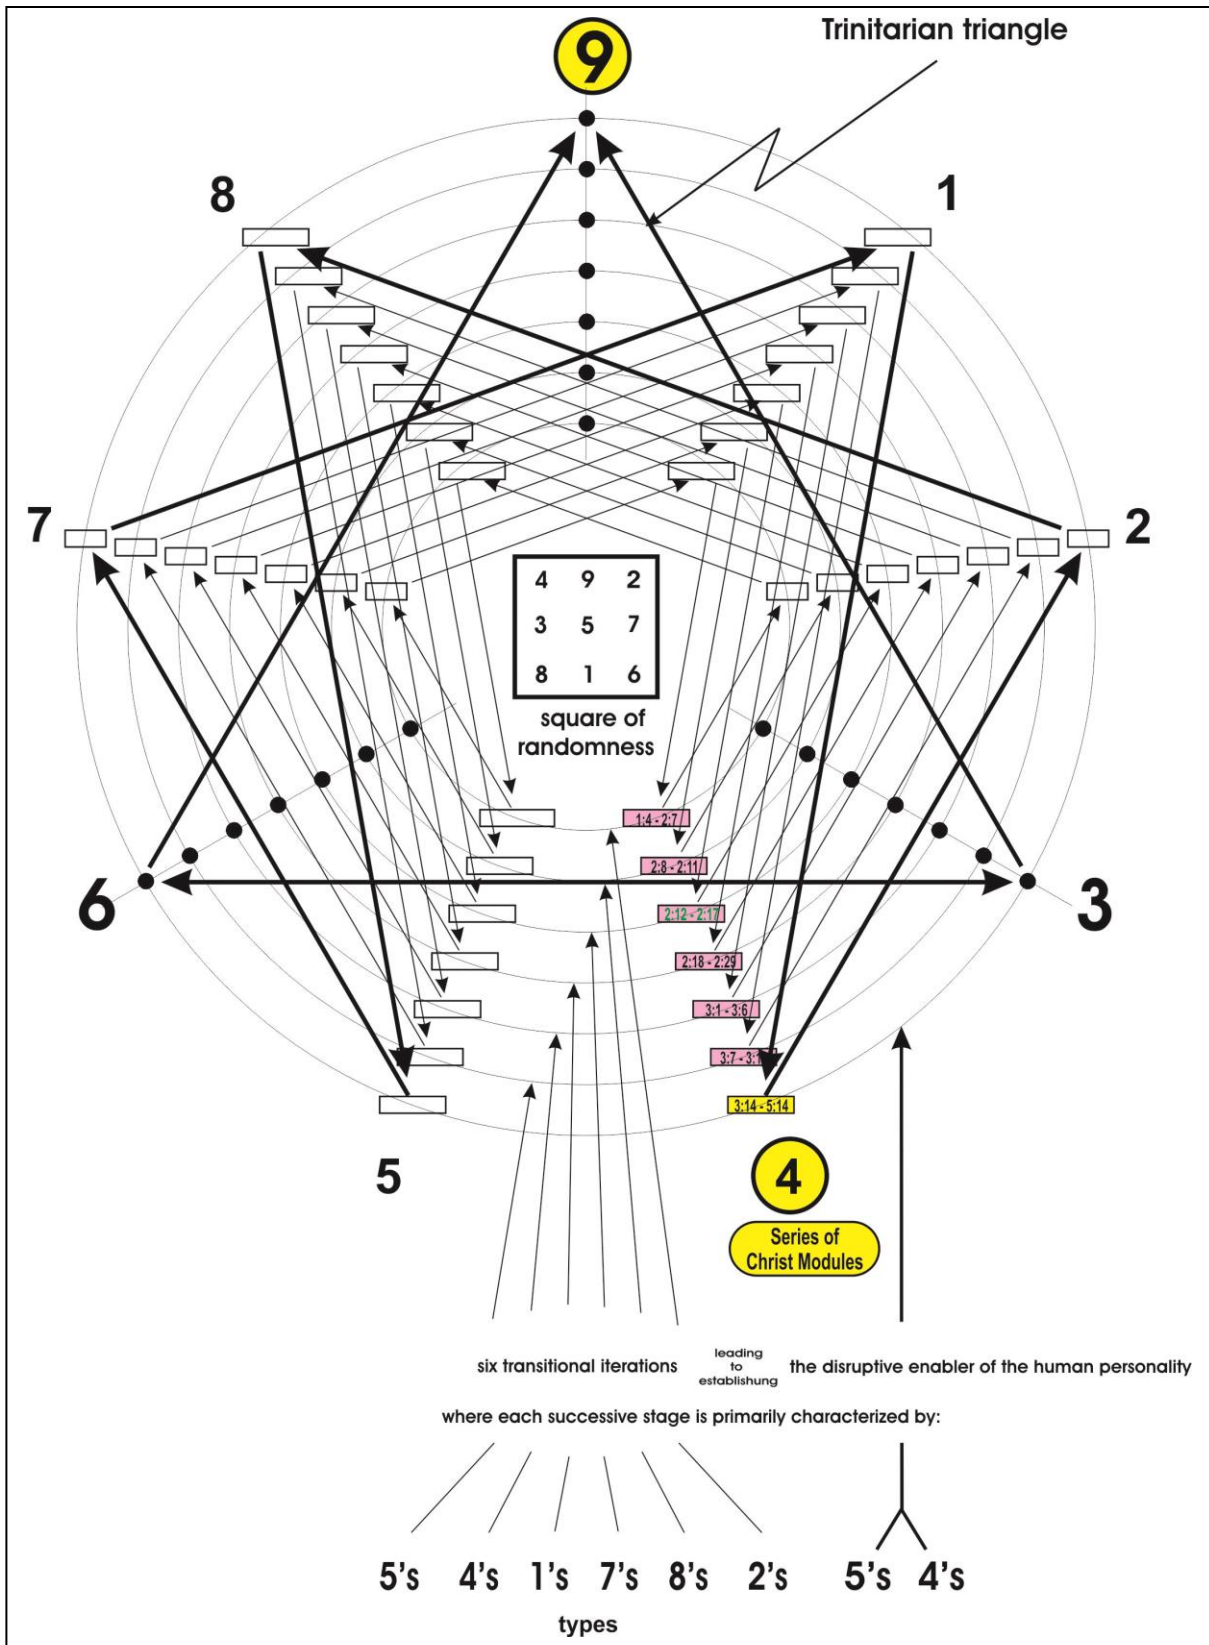 Trinitarian triangle
9
8
1
7
2
4 9 2
3 5 7
8 1 6
square of
randomness
1:4 - 2:7
2:8 - 2:11
6
3
2:12 - 2:17
2:18 - 2:29
3:1 - 3:6
3:7 - 3:1
3:14 - 5:14
5
4
Series of
Christ Modules
six transitional iterations
leading
to
establishung
the disruptive enabler of the human personality
where each successive stage is primarily characterized by:
5's 4's 1's 7's 8's 2's 5's 4's
types